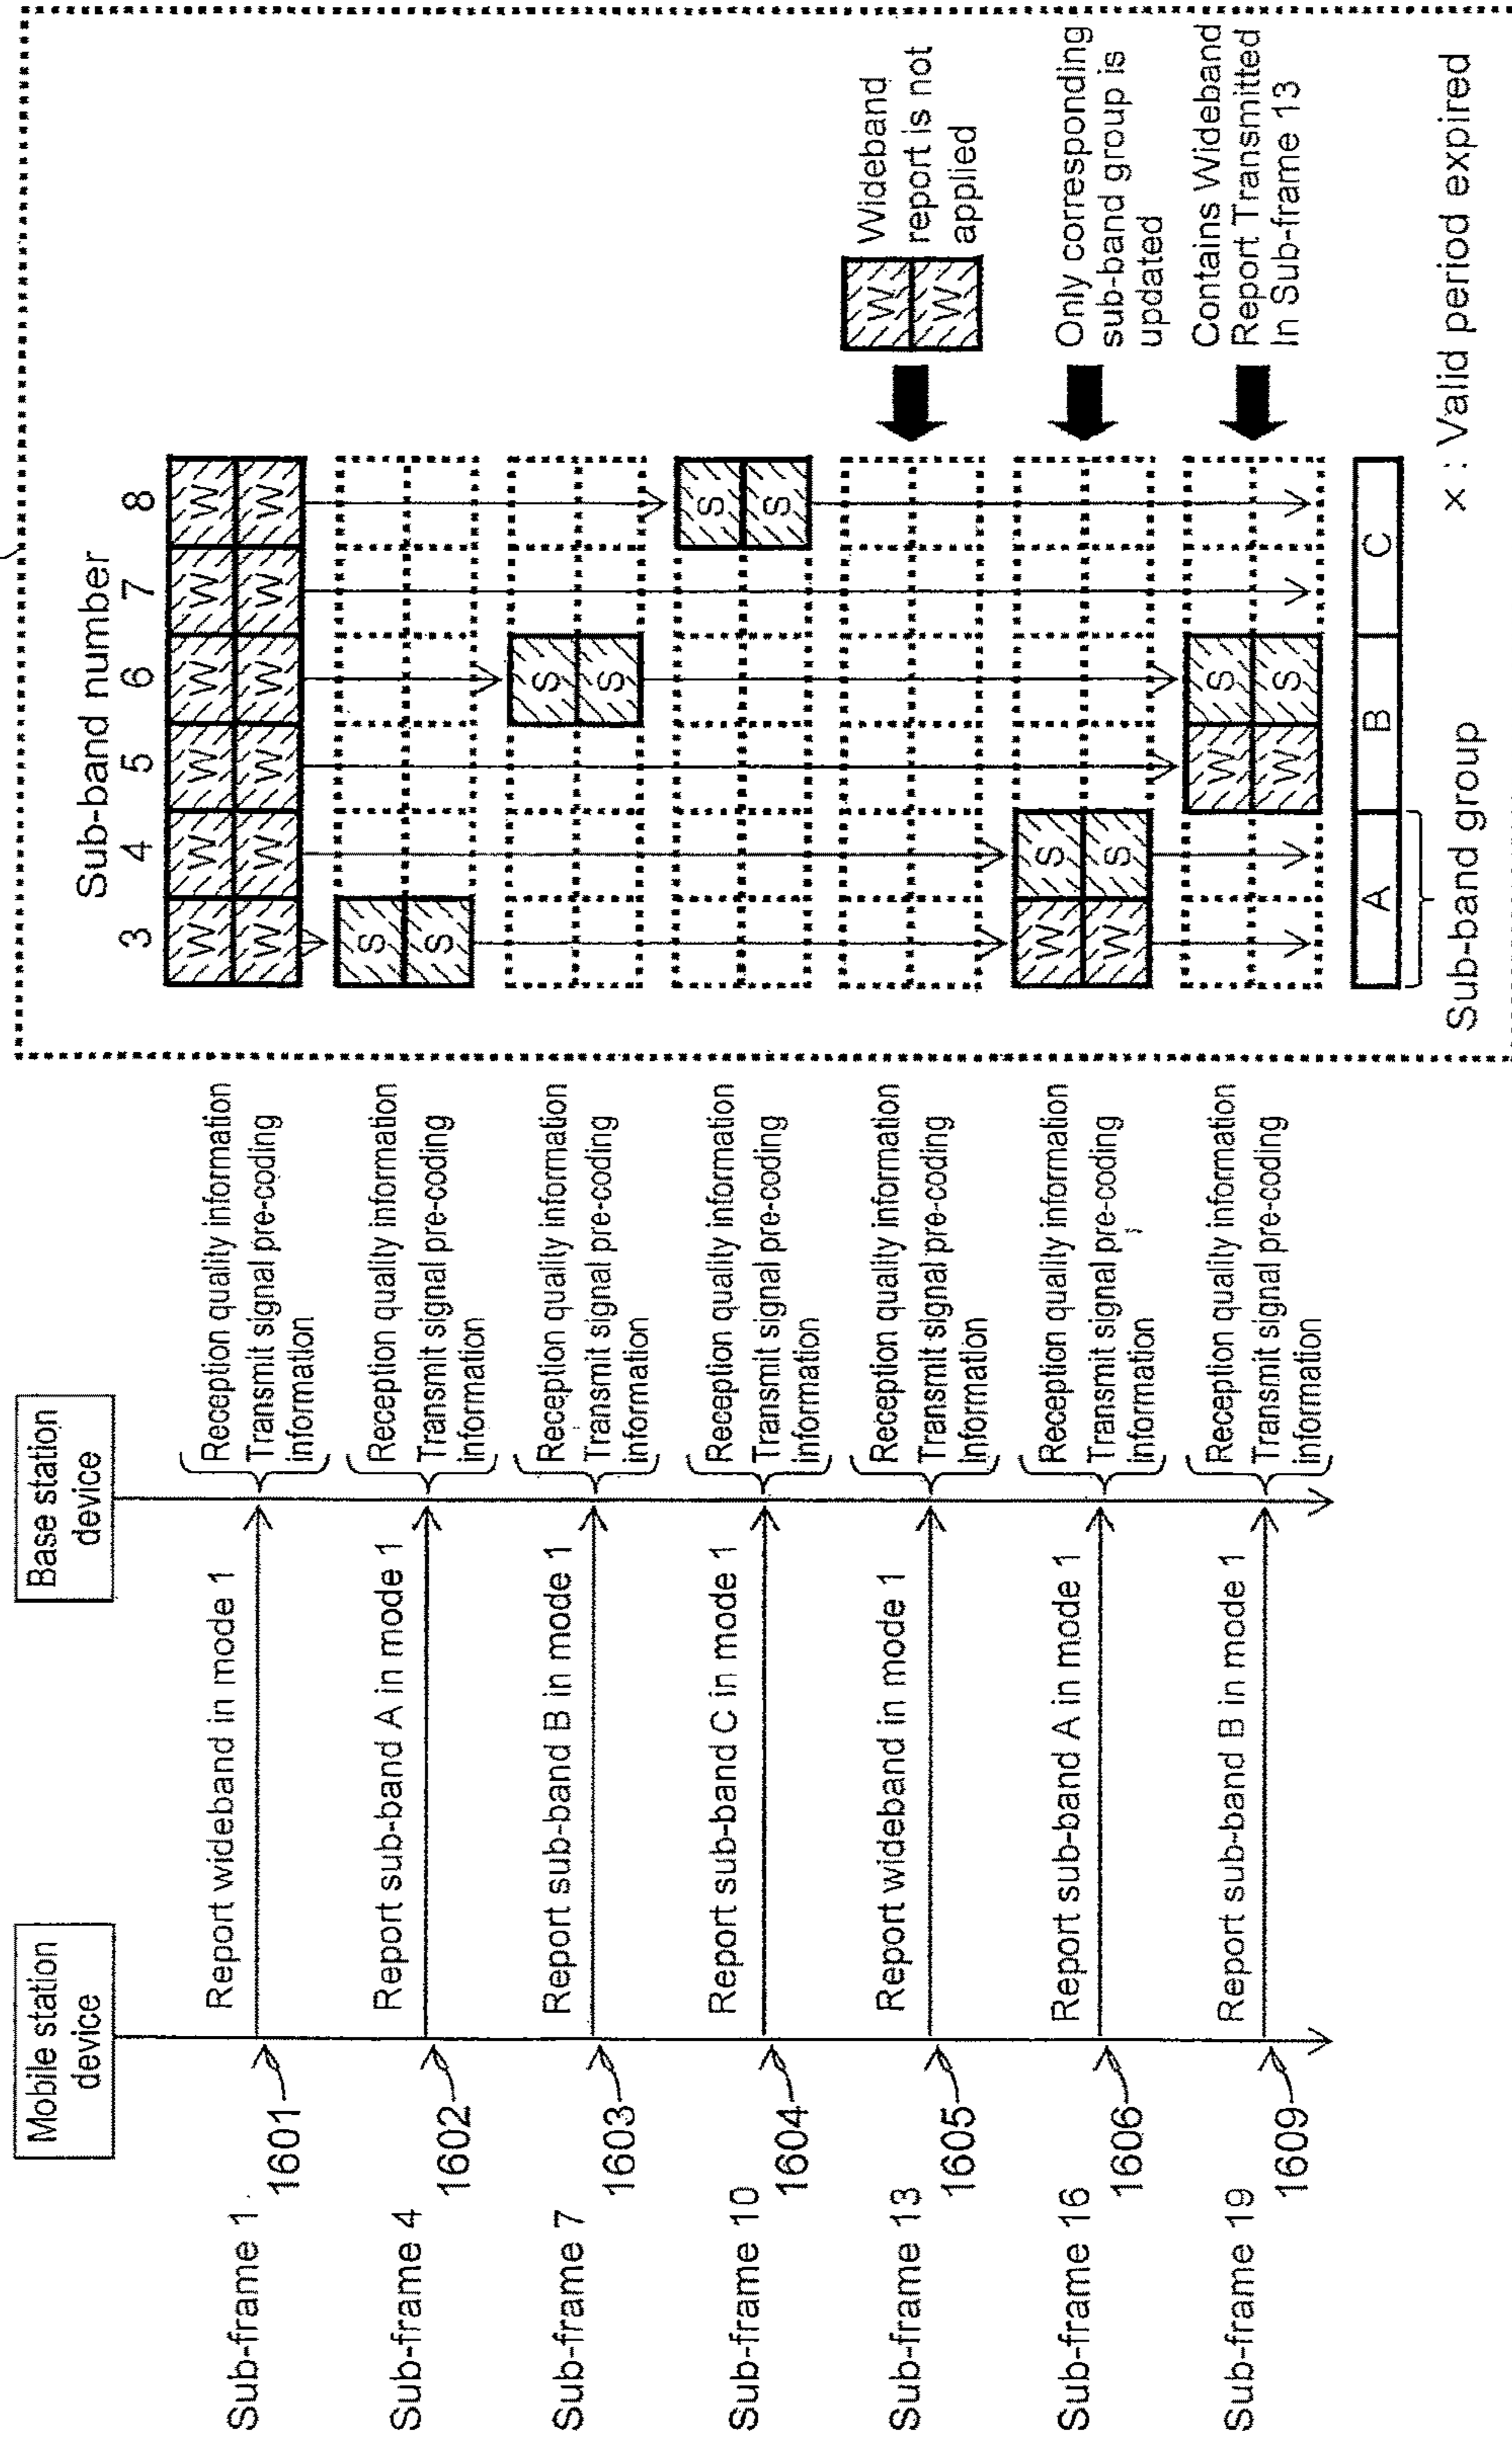 Mobile station
device
Base station
device
Sub-frame 1
1601
Report wideband in mode 1
Reception quality information
Transmit signal pre-coding
information
Sub-frame 4
1602
Report sub-band A in mode 1
Reception quality information
Transmit signal pre-coding
information
Sub-frame 7
1603
Report sub-band B in mode 1
Reception quality information
Transmit signal pre-coding
information
Sub-frame 10
1604
Report sub-band C in mode 1
Reception quality information
Transmit signal pre-coding
information
Sub-frame 13
1605
Report wideband in mode 1
Reception quality information
Transmit signal pre-coding
information
Sub-frame 16
1606
Report sub-band A in mode 1
Reception quality information
Transmit signal pre-coding
information
Sub-frame 19
1609
Report sub-band B in mode 1
Reception quality information
Transmit signal pre-coding
information
Sub-band number
3 4 5 6 7 8
W W W W W W
W W W W W W
S
S
S
S
S
S
W
W
Wideband
report is not
applied
W S
W S
Only corresponding
sub-band group is
updated
W S
W S
Contains Wideband
Report Transmitted
In Sub-frame 13
A B C
Sub-band group
× : Valid period expired